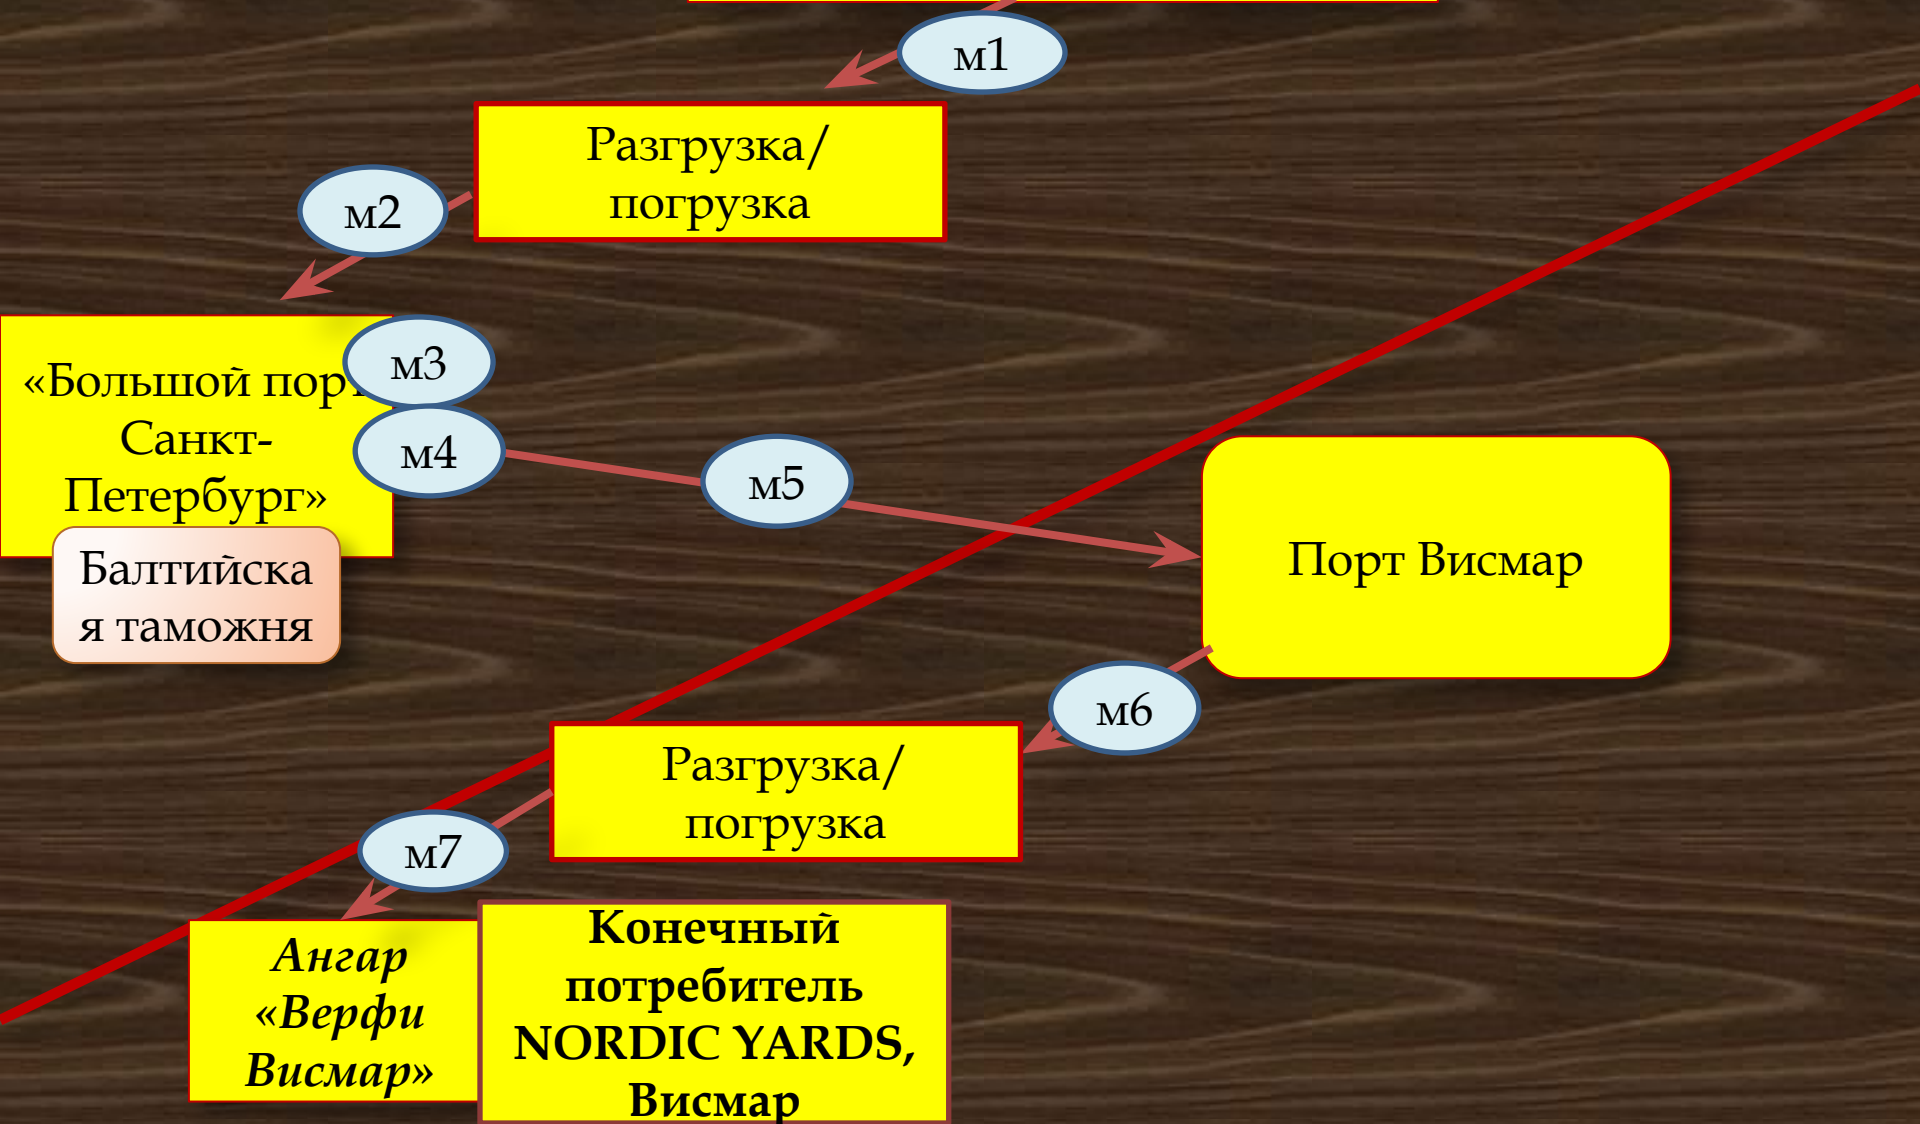 м1
Разгрузка/
погрузка
м2
м3
«Большой порт
Санкт-
Петербург»
м4
м5
Балтийска
я таможня
Порт Висмар
м6
Разгрузка/
погрузка
м7
Ангар
«Верфи
Висмар»
Конечный
потребитель
NORDIC YARDS,
Висмар